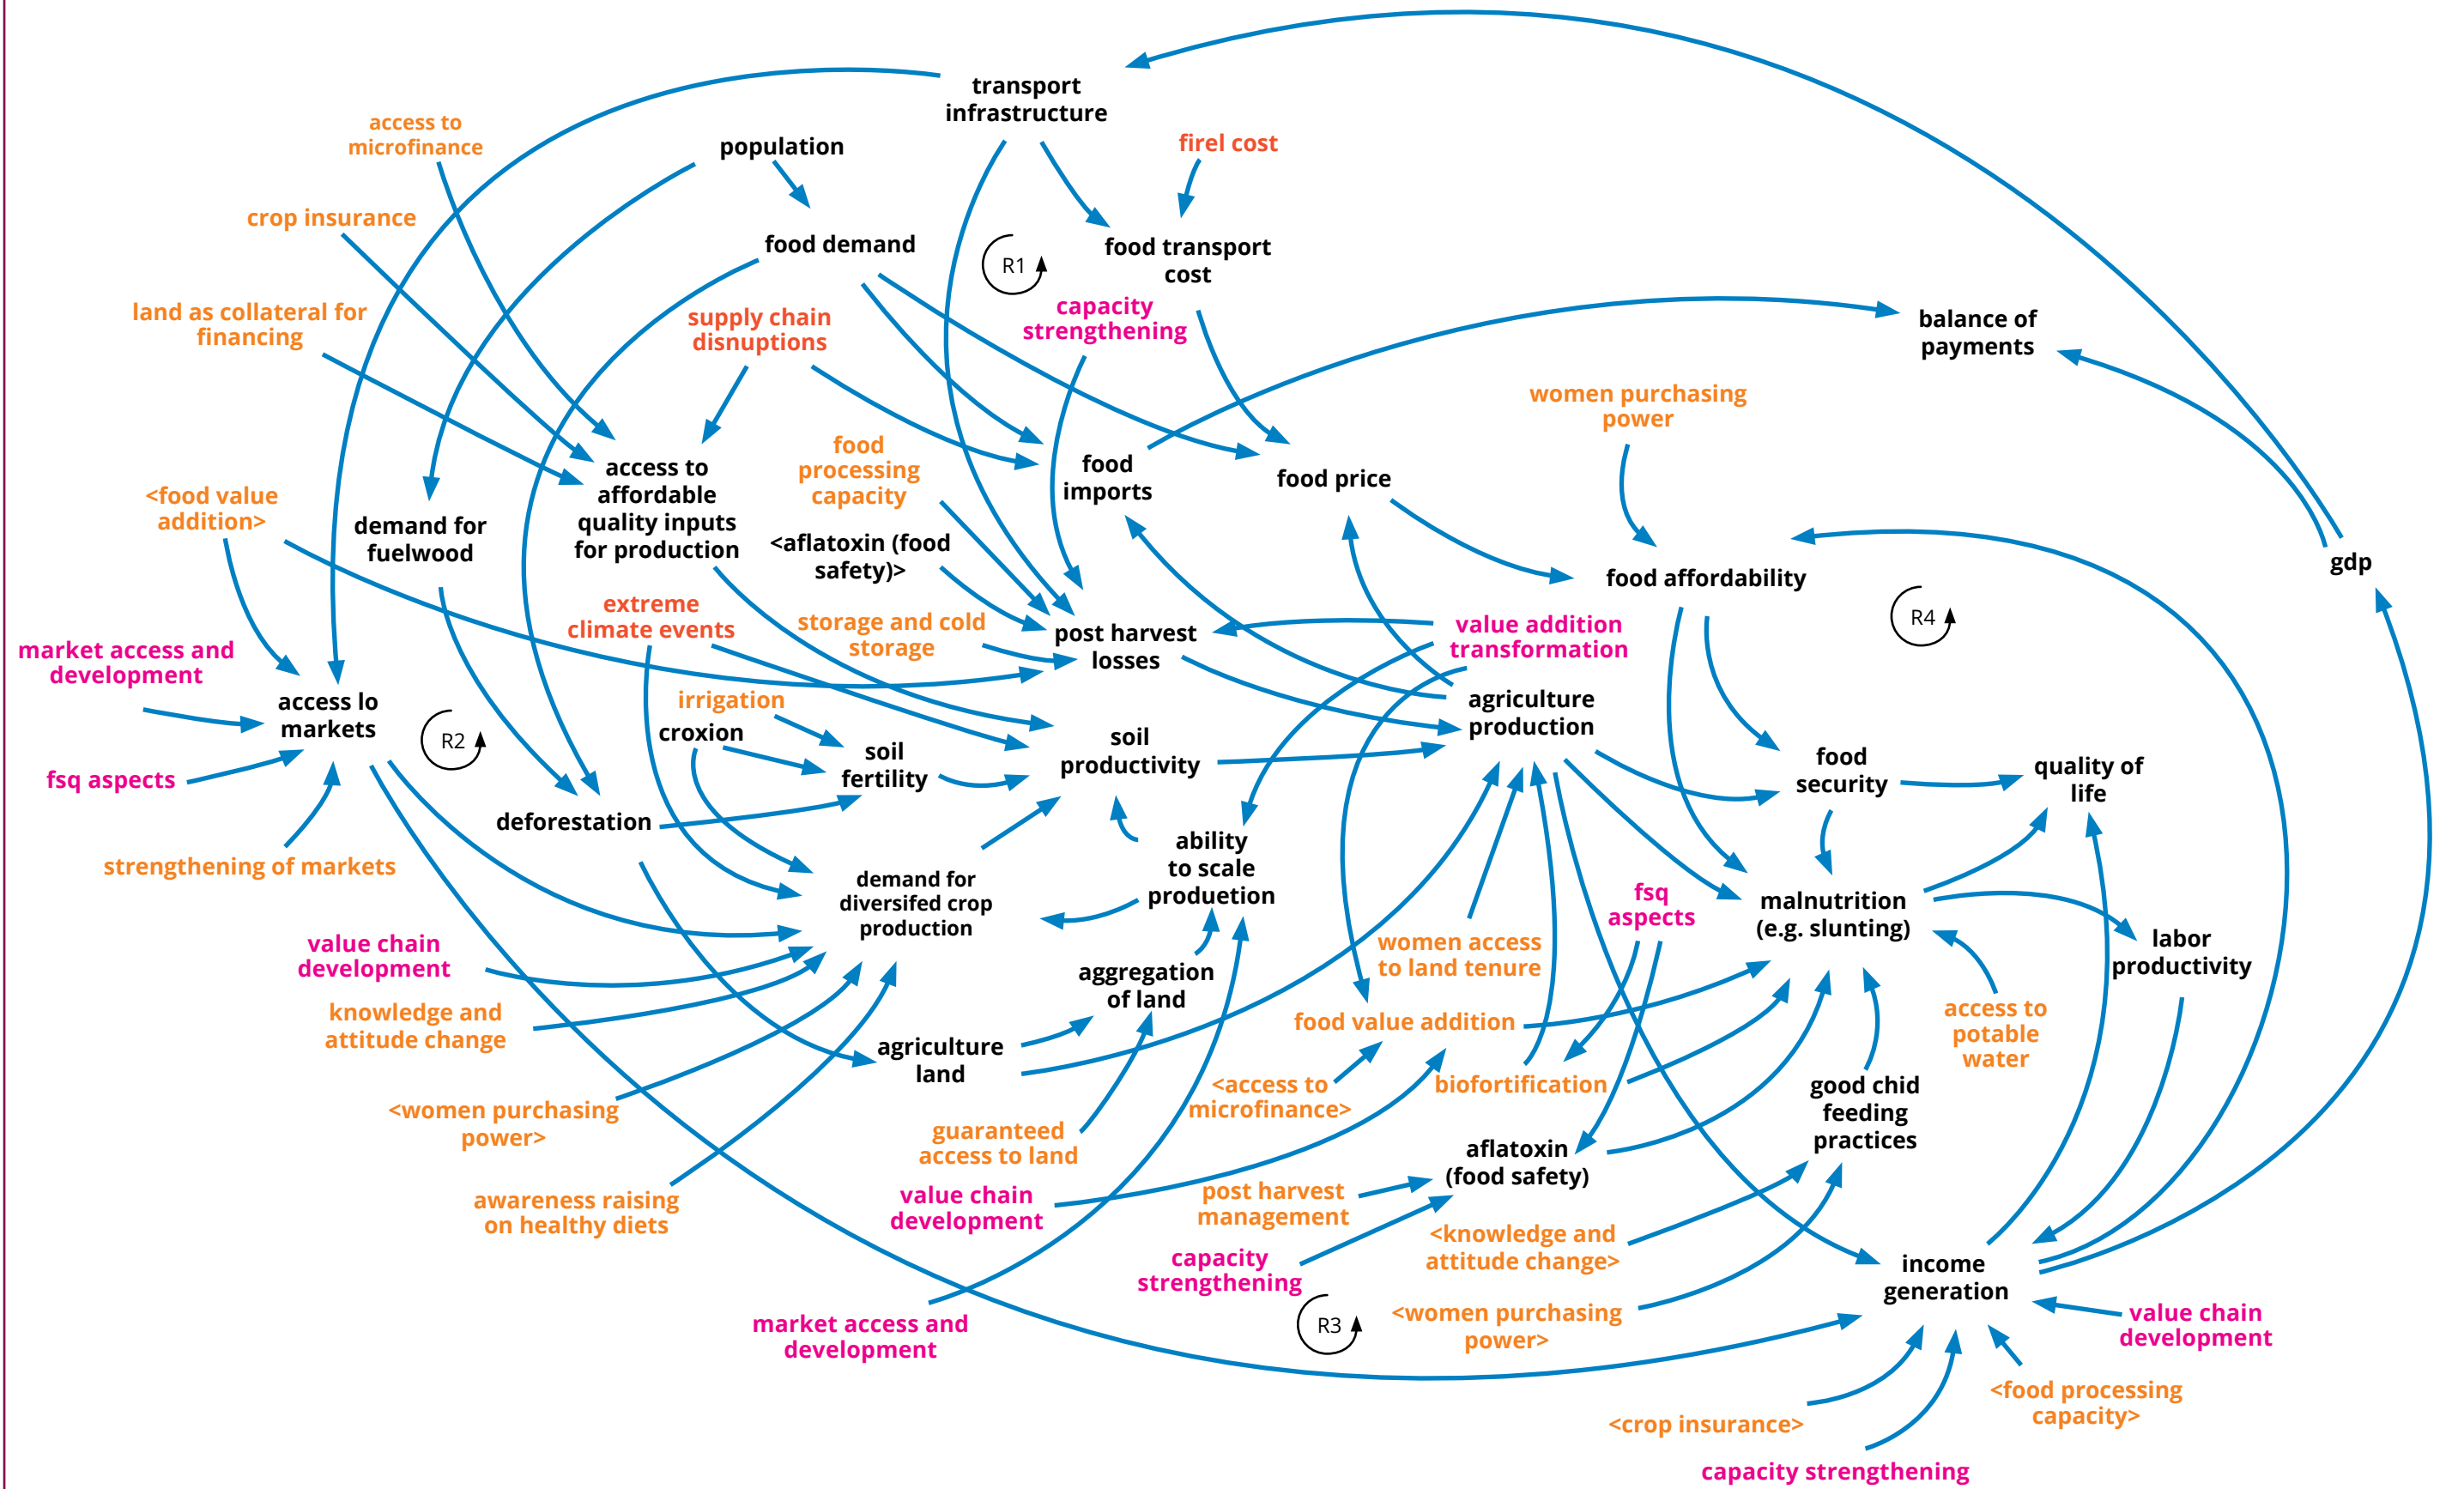 transport
infrastructure
access to
microfinance
population
firel cost
crop insurance
food demand
R1
food transport
cost
land as collateral for
financing
supply chain
disnuptions
capacity
strengthening
balance of
payments
women purchasing
power
food
processing
capacity
access to
affordable
quality inputs
for production
food
imports
food price
<food value
addition>
demand for
fuelwood
<aflatoxin (food
safety)>
food affordability
gdp
extreme
climate events
storage and cold
storage
post harvest
losses
value addition
transformation
R4
market access and
development
access lo
markets
irrigation
croxion
agriculture
production
R2
soil
fertility
soil
productivity
food
security
quality of
life
fsq aspects
deforestation
strengthening of markets
demand for
diversifed crop
production
ability
to scale
produetion
fsq
aspects
malnutrition
(e.g. slunting)
labor
productivity
value chain
development
aggregation
of land
women access
to land tenure
knowledge and
attitude change
food value addition
access to
potable
water
agriculture
land
<access to
microfinance>
biofortification
good chid
feeding
practices
<women purchasing
power>
guaranteed
access to land
aflatoxin
(food safety)
awareness raising
on healthy diets
value chain
development
post harvest
management
<knowledge and
attitude change>
capacity
strengthening
income
generation
market access and
development
R3
<women purchasing
power>
value chain
development
<crop insurance>
<food processing
capacity>
capacity strengthening